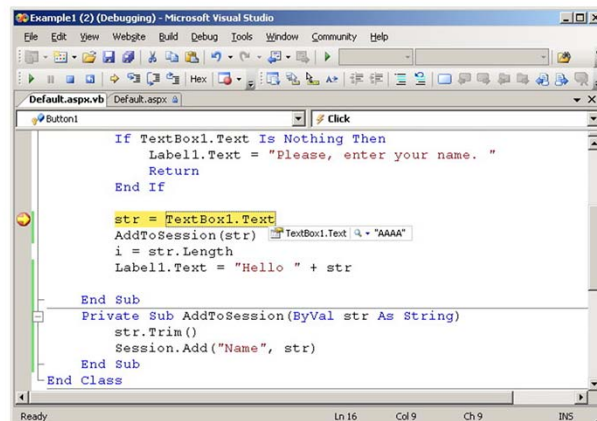 Example1 (2) (Debugging) - Microsoft Visual Studio
File Edit View Website Build Debug Tools Window Community Help
Hex
Default.aspx.vb Default.aspx
Button1 Click
If TextBox1.Text Is Nothing Then
Label1.Text = "Please, enter your name. "
Return
End If
str = TextBox1.Text
AddToSession(str) TextBox1.Text "AAAA"
i = str.Length
Label1.Text = "Hello " + str
End Sub
Private Sub AddToSession(ByVal str As String)
str.Trim()
Session.Add("Name", str)
End Sub
End Class
Ready Ln 16 Col 9 Ch 9 INS